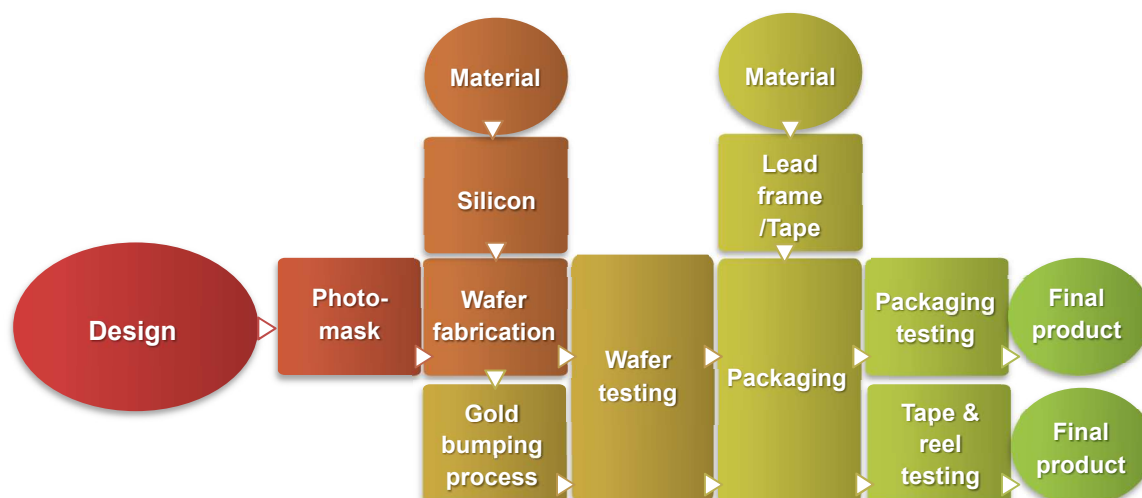 Material
Material
Silicon
Lead
frame
/Tape
Design
Photo-
mask
Wafer
fabrication
Wafer
testing
Packaging
Packaging
testing
Final
product
Gold
bumping
process
Tape &
reel
testing
Final
product